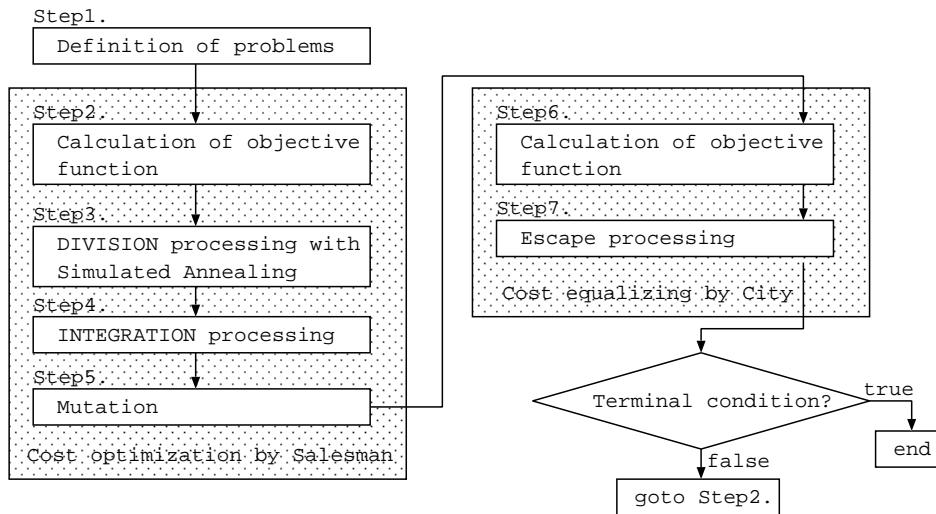 Step1.
Definition of problems
Step2.
Calculation of objective
function
Step3.
DIVISION processing with
Simulated Annealing
Step4
INTEGRATION processing
Step5.
Mutation
Cost optimization by Salesman
Step6.
Calculation of objective
function
Step7.
Escape processing
Cost equalizing by City
Terminal condition?
true
end
false
goto Step2.